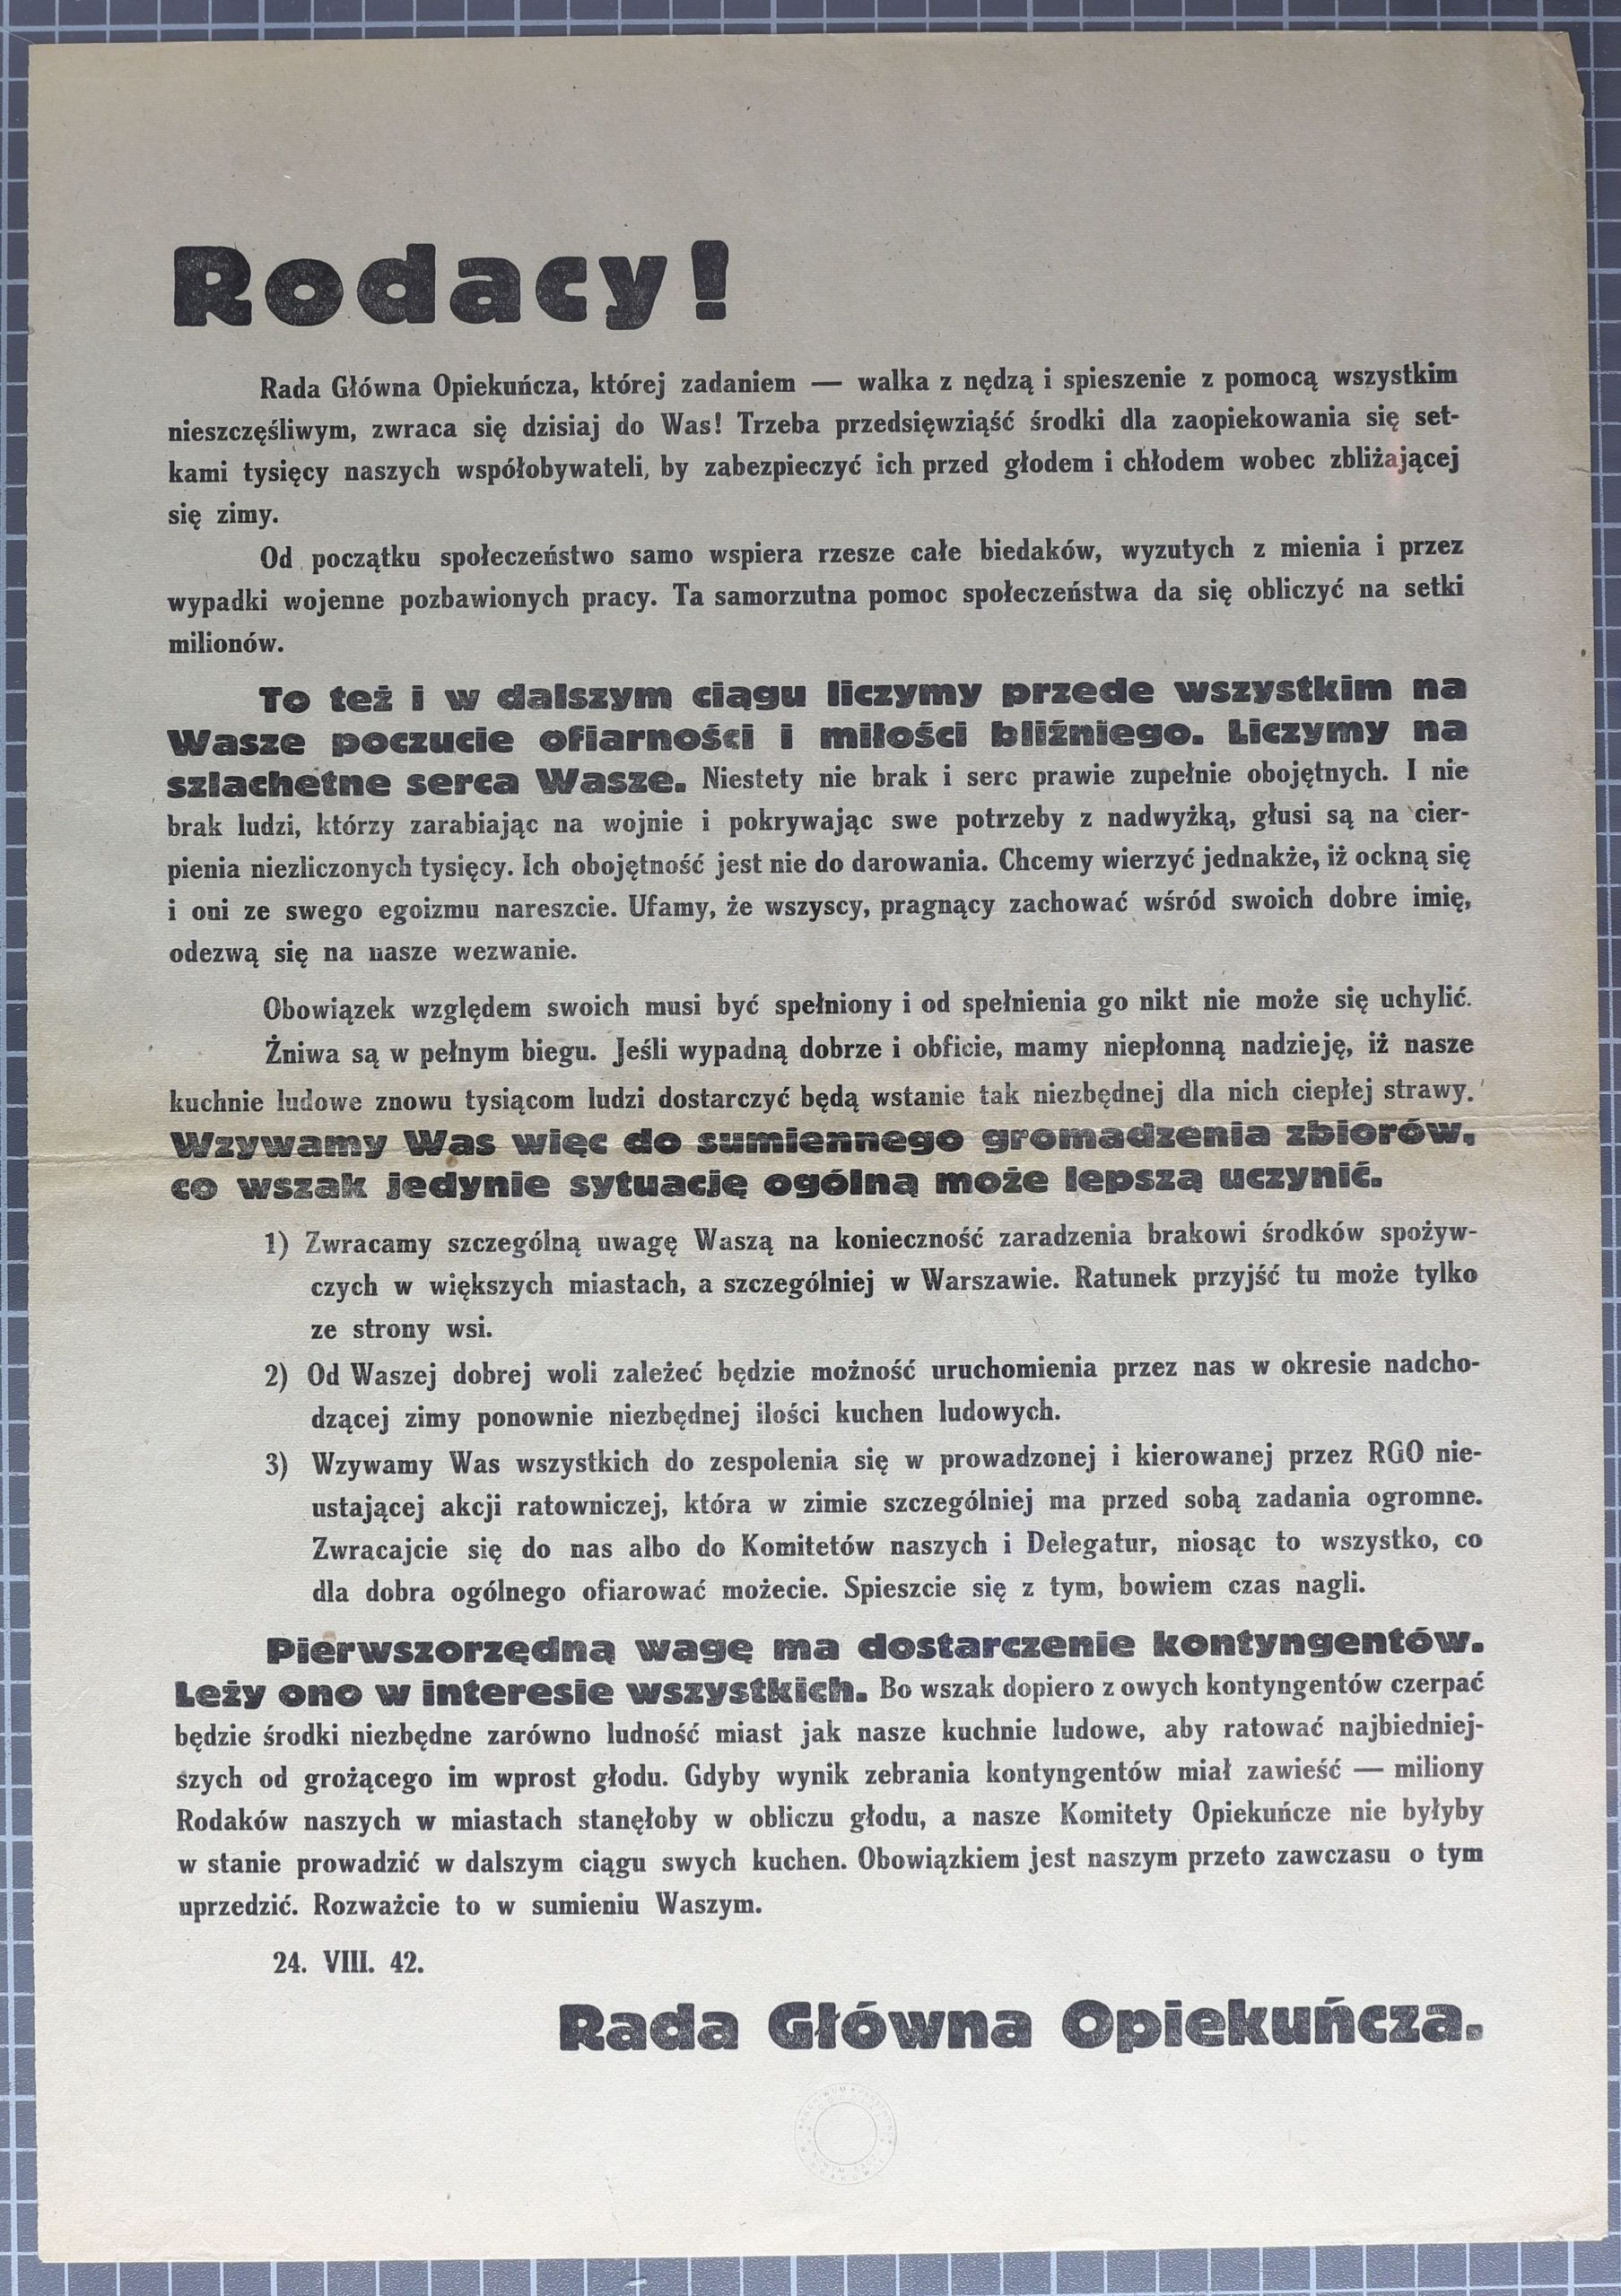 Rodacy!
Rada Główna Opiekuńcza, której zadaniem — walka z nędzą i spieszenie z pomocą wszystkim
nieszczęśliwym, zwraca się dzisiaj do Was! Trzeba przedsięwziąść środki dla zaopiekowania się set-
kami tysięcy naszych współobywateli, by zabezpieczyć ich przed głodem i chłodem wobec zbliżającej
się zimy.
Od początku społeczeństwo samo wspiera rzesze całe biedaków, wyzutych z mienia i przez
wypadki wojenne pozbawionych pracy. Ta samorzutna pomoc społeczeństwa da się obliczyć na setki
milionów.
To też i w dalszym ciągu liczymy przede wszystkim na
Wasze poczucie ofiarności i miłości bliźniego. Liczymy na
szlachetne serca Wasze. Niestety nie brak i serc prawie zupełnie obojętnych. I nie
brak ludzi, którzy zarabiając na wojnie i pokrywając swe potrzeby z nadwyżką, głusi są na cier-
pienia niezliczonych tysięcy. Ich obojętność jest nie do darowania. Chcemy wierzyć jednakże, iż ockną się
i oni ze swego egoizmu nareszcie. Ufamy, że wszyscy, pragnący zachować wśród swoich dobre imię,
odezwą się na nasze wezwanie.
Obowiązek względem swoich musi być spełniony i od spełnienia go nikt nie może się uchylić.
Żniwa są w pełnym biegu. Jeśli wypadną dobrze i obficie, mamy niepłonną nadzieję, iż nasze
kuchnie ludowe znowu tysiącom ludzi dostarczyć będą wstanie tak niezbędnej dla nich ciepłej strawy.
Wzywamy Was więc do sumiennego gromadzenia zbiorów,
co wszak jedynie sytuację ogólną może lepszą uczynić.
1) Zwracamy szczególną uwagę Waszą na konieczność zaradzenia brakowi środków spożyw-
czych w większych miastach, a szczególniej w Warszawie. Ratunek przyjść tu może tylko
ze strony wsi.
2) Od Waszej dobrej woli zależeć będzie możność uruchomienia przez nas w okresie nadcho-
dzącej zimy ponownie niezbędnej ilości kuchen ludowych.
3) Wzywamy Was wszystkich do zespolenia się w prowadzonej i kierowanej przez RGO nie-
ustającej akcji ratowniczej, która w zimie szczególniej ma przed sobą zadania ogromne.
Zwracajcie się do nas albo do Komitetów naszych i Delegatur, niosąc to wszystko, co
dla dobra ogólnego ofiarować możecie. Spieszcie się z tym, bowiem czas nagli.
Pierwszorzędną wagę ma dostarczenie kontyngentów.
Leży ono w interesie wszystkich. Bo wszak dopiero z owych kontyngentów czerpać
będzie środki niezbędne zarówno ludność miast jak nasze kuchnie ludowe, aby ratować najbiedniej-
szych od grożącego im wprost głodu. Gdyby wynik zebrania kontyngentów miał zawieść — miliony
Rodaków naszych w miastach stanęłoby w obliczu głodu, a nasze Komitety Opiekuńcze nie byłyby
w stanie prowadzić w dalszym ciągu swych kuchen. Obowiązkiem jest naszym przeto zawczasu o tym
uprzedzić. Rozważcie to w sumieniu Waszym.
24. VIII. 42.
Rada Główna Opiekuńcza.